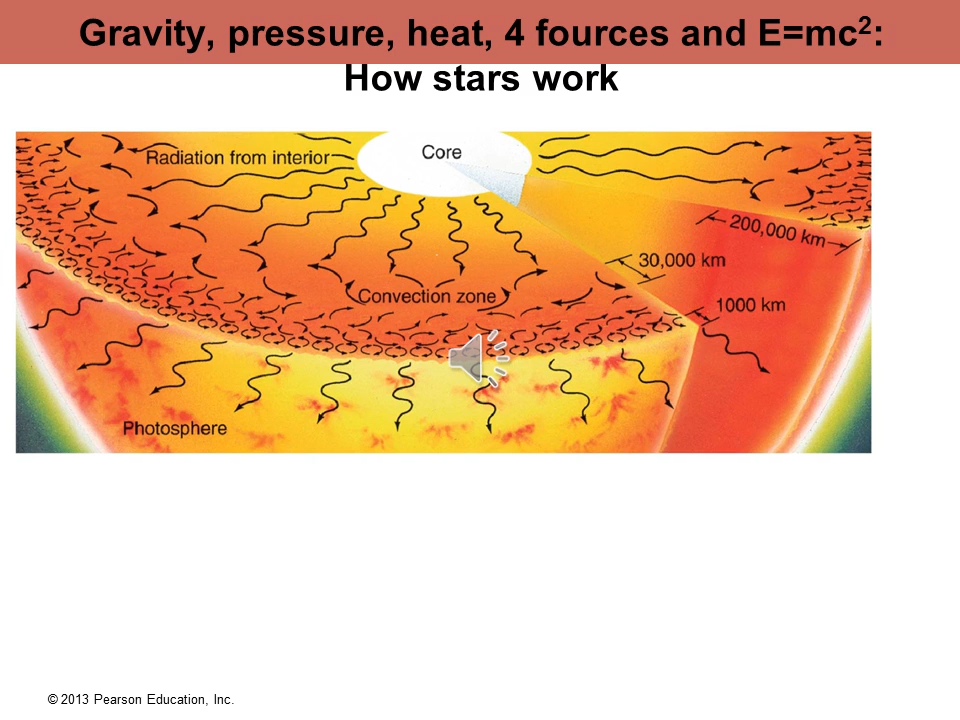 Gravity, pressure, heat, 4 fources and E=mc²:
How stars work
Radiation from interior
Core
200,000 km
30,000 km
Convection zone
1000 km
Photosphere
© 2013 Pearson Education, Inc.